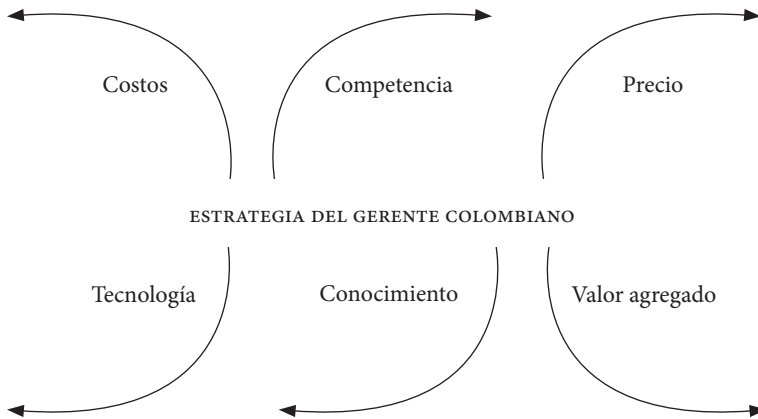 Costos
Competencia
Precio
ESTRATEGIA DEL GERENTE COLOMBIANO
Tecnología
Conocimiento
Valor agregado